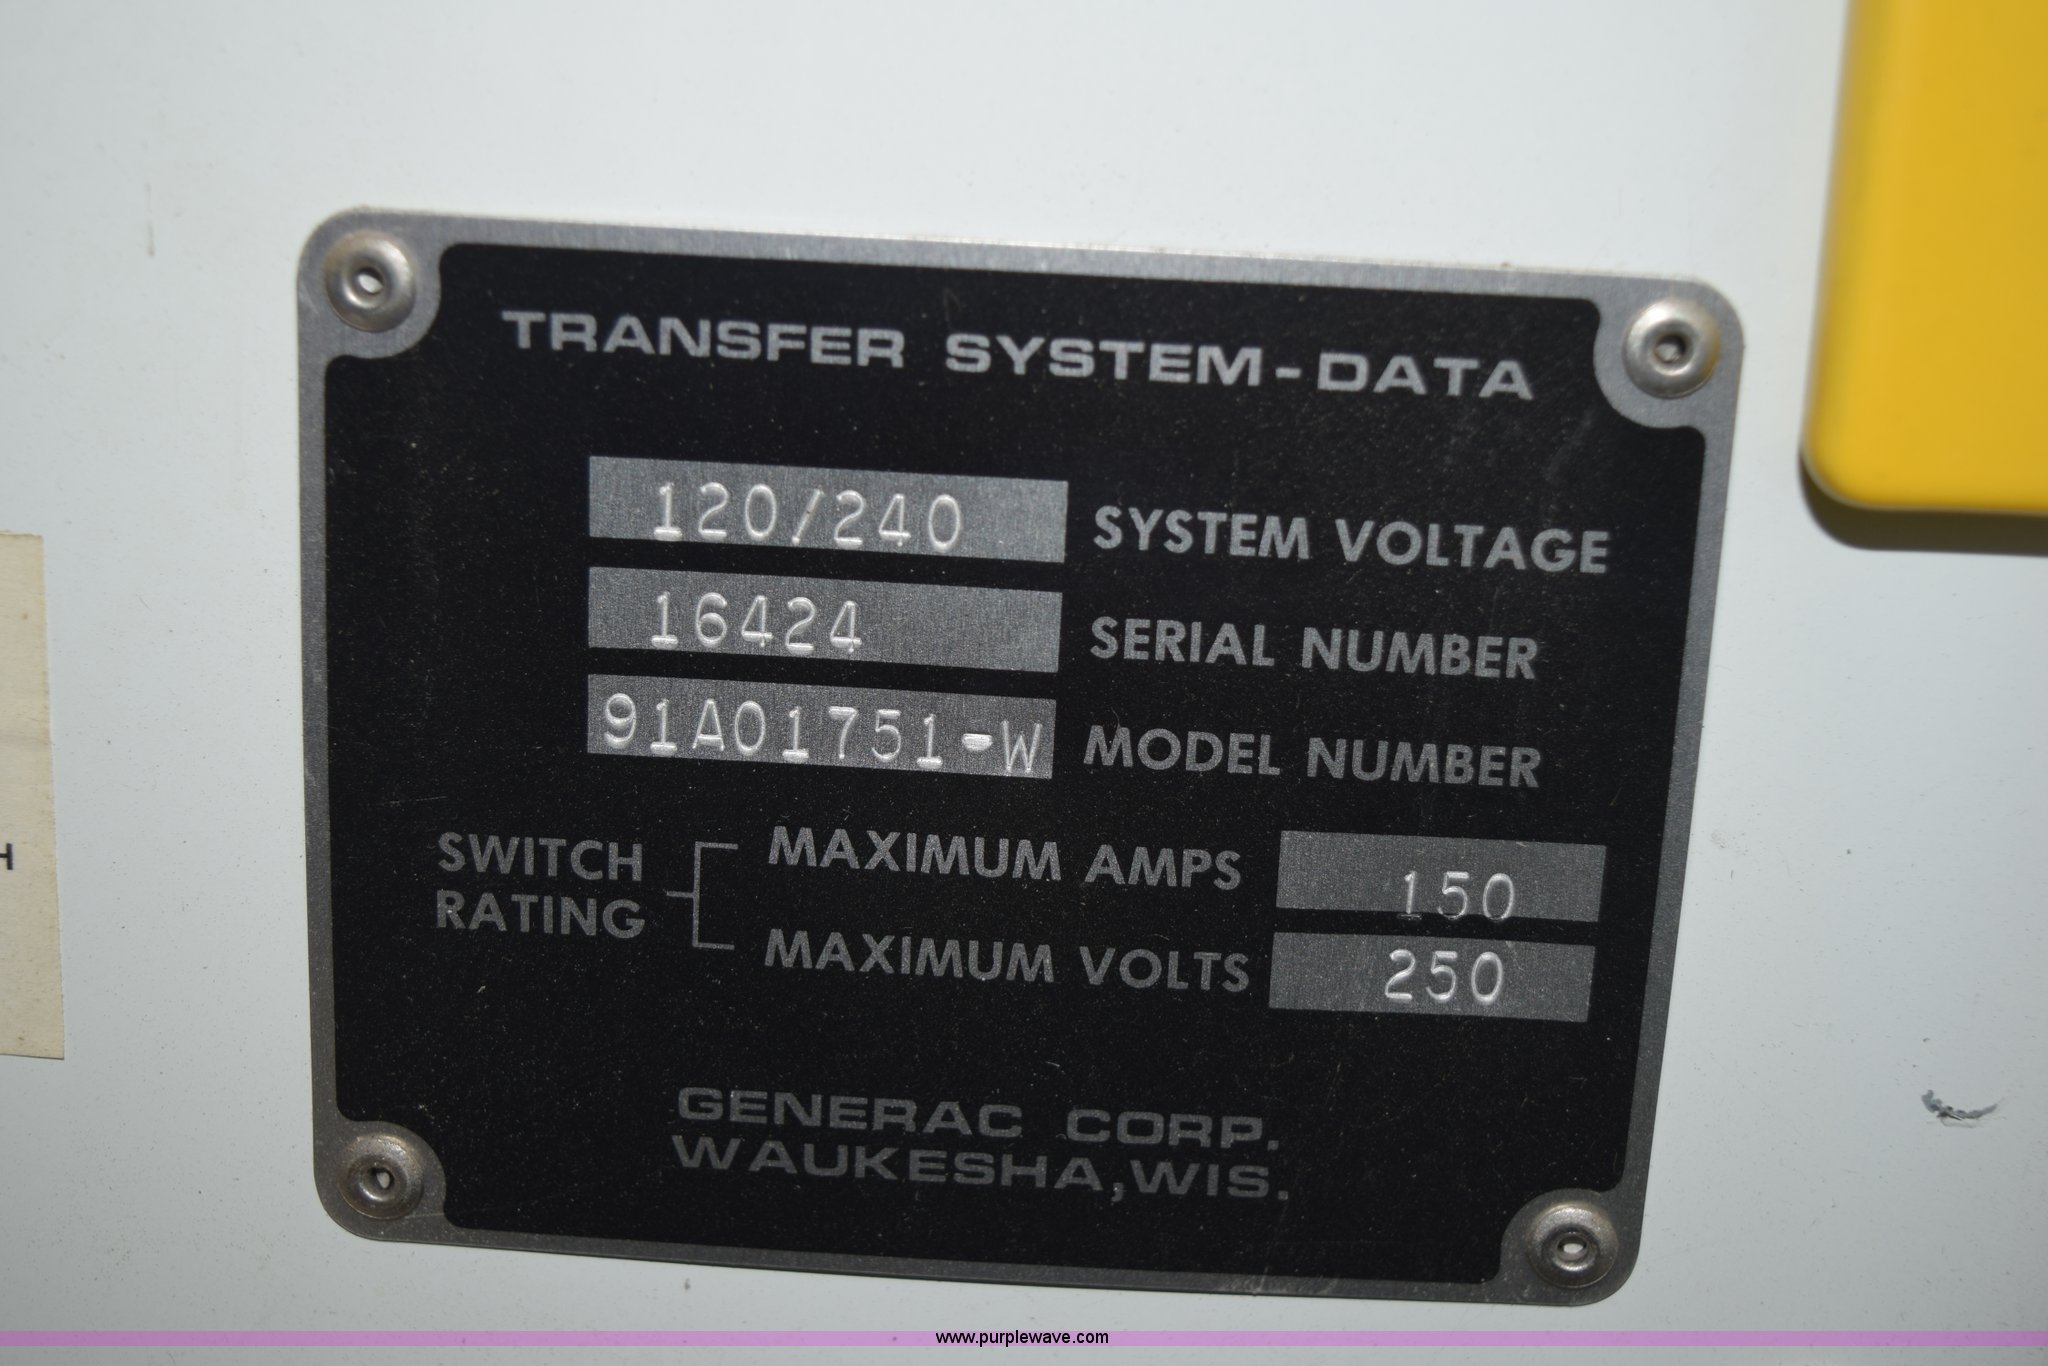 TRANSFER SYSTEM-DATA
120/240 SYSTEM VOLTAGE
16424 SERIAL NUMBER
91A01751-W MODEL NUMBER
SWITCH RATING
MAXIMUM AMPS 150
MAXIMUM VOLTS 250
GENERAC CORP.
WAUKESHA, WIS.
H
www.purplewave.com